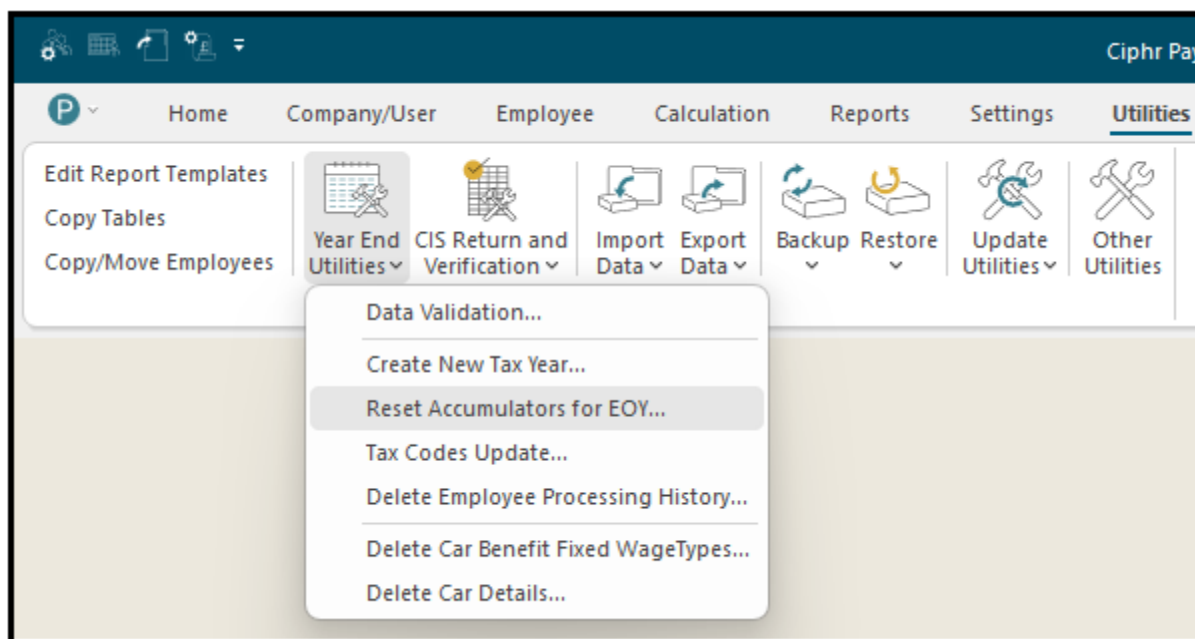 Ciphr Pay
P
Home Company/User Employee Calculation Reports Settings Utilities
Edit Report Templates
Copy Tables
Copy/Move Employees
Year End
Utilities
CIS Return and
Verification
Import
Data
Export
Data
Backup
Restore
Update
Utilities
Other
Utilities
Data Validation...
Create New Tax Year...
Reset Accumulators for EOY...
Tax Codes Update...
Delete Employee Processing History...
Delete Car Benefit Fixed WageTypes...
Delete Car Details...